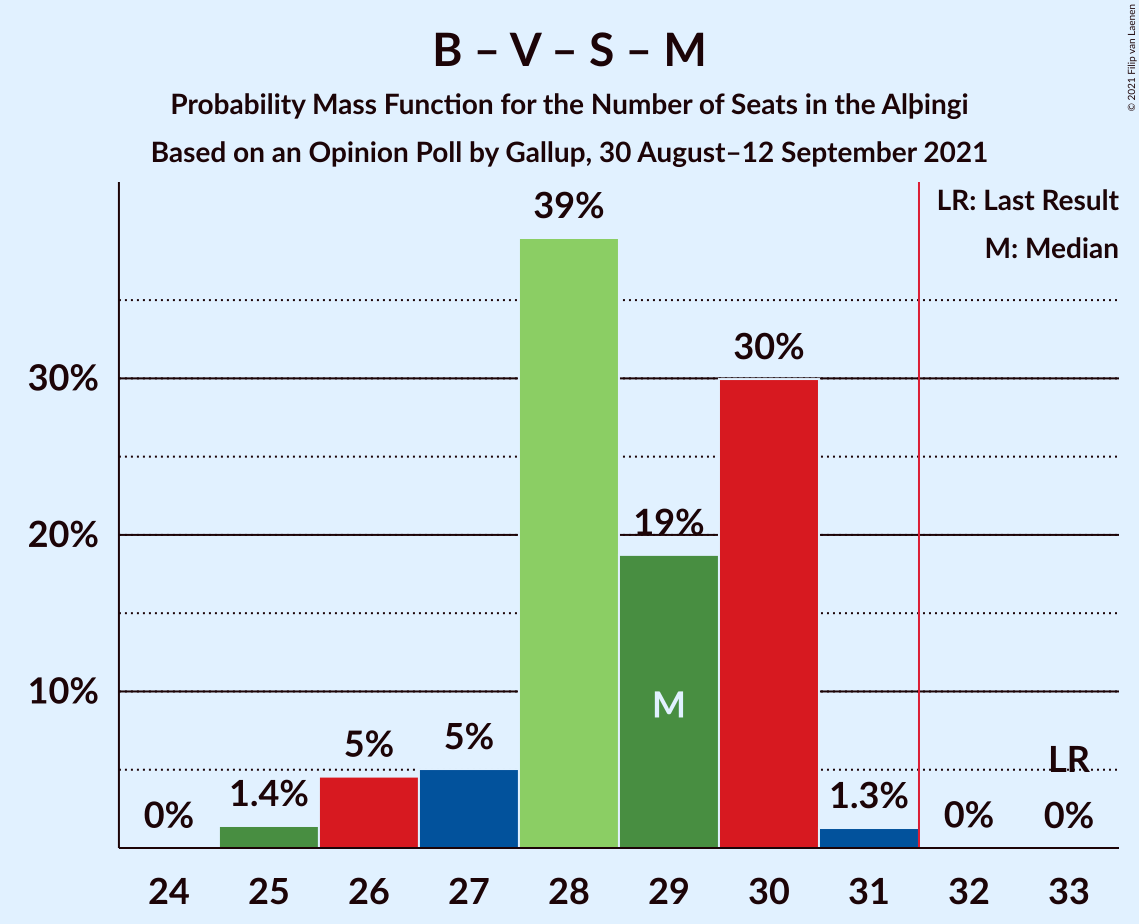 B – V – S – M
Probability Mass Function for the Number of Seats in the Alþingi
Based on an Opinion Poll by Gallup, 30 August–12 September 2021
© 2021 Filip van Laenen
LR: Last Result
M: Median
39%
30%
30%
19%
20%
M
10%
5%
5%
LR
1.4%
1.3%
0%
0%
0%
24 25 26 27 28 29 30 31 32 33